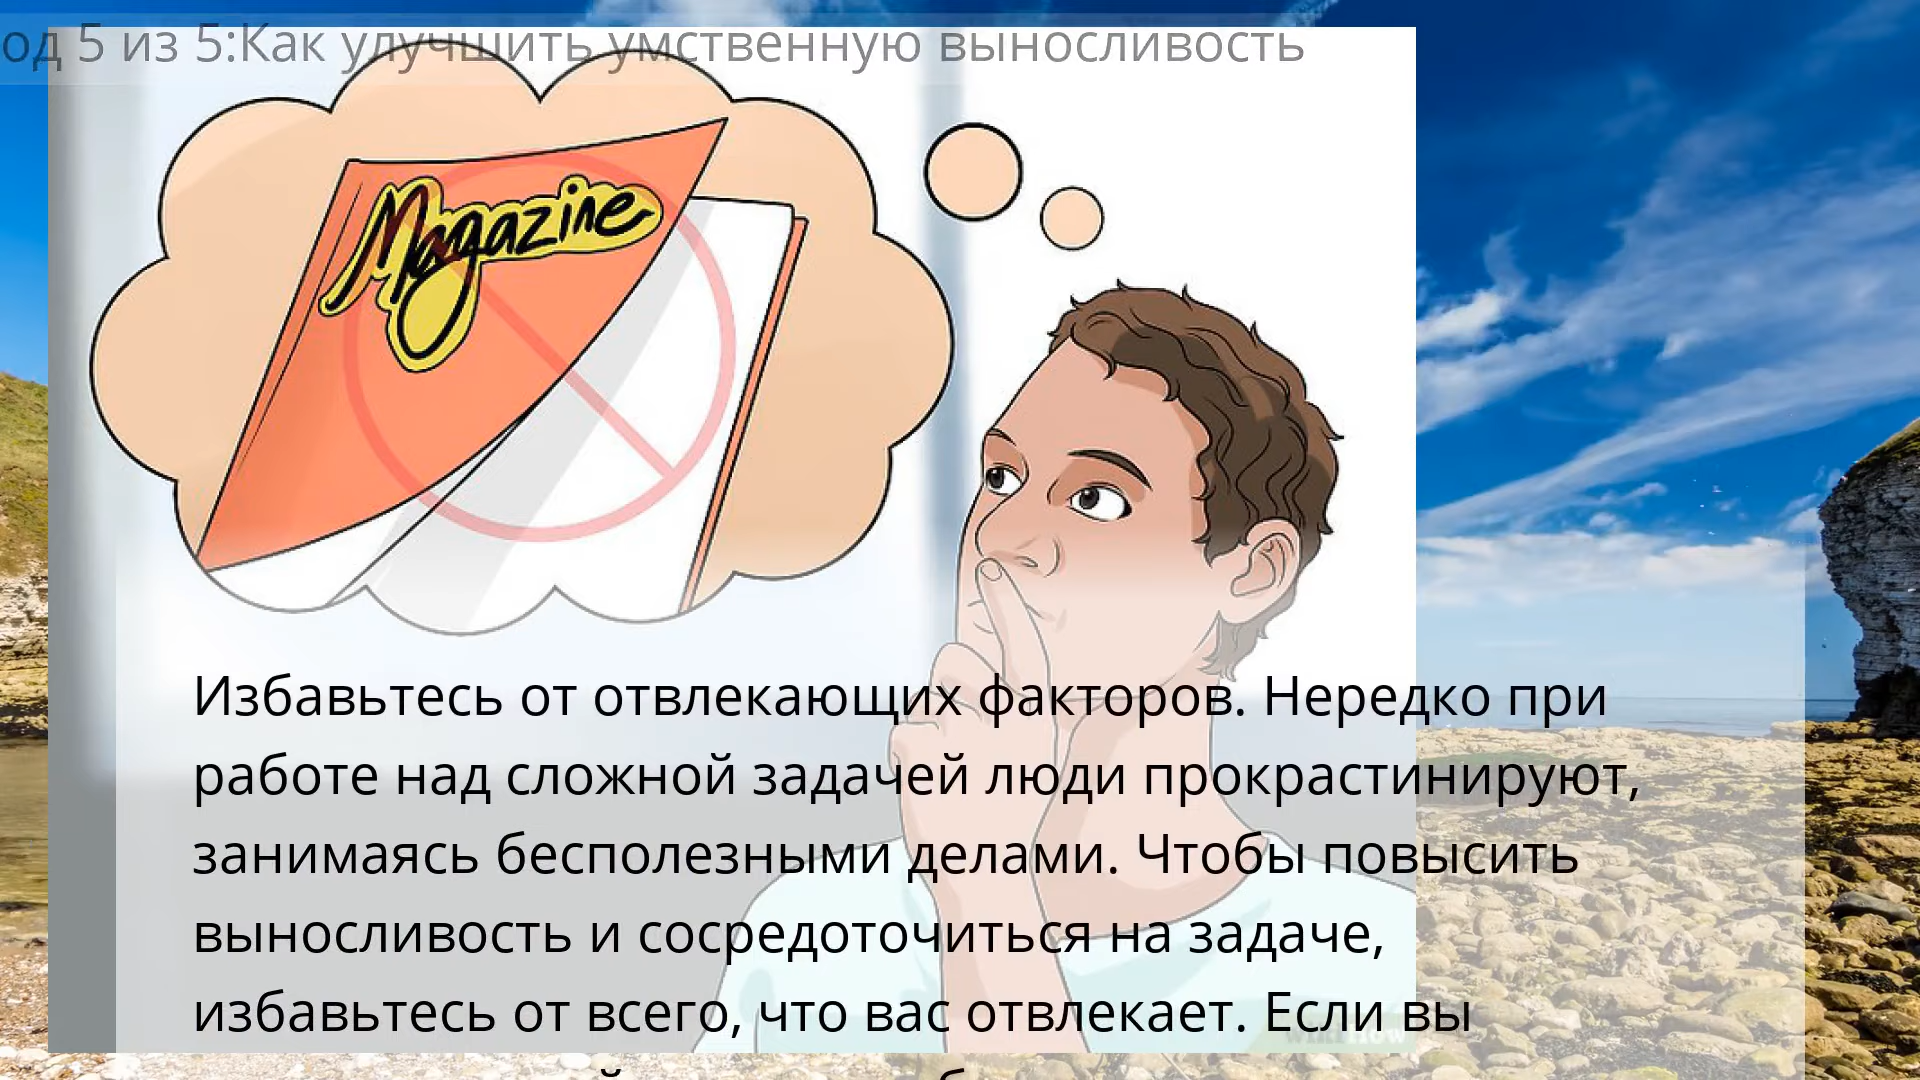 од 5 из 5:Как улучшить умственную выносливость
Magazine
Избавьтесь от отвлекающих факторов. Нередко при
работе над сложной задачей люди прокрастинируют,
занимаясь бесполезными делами. Чтобы повысить
выносливость и сосредоточиться на задаче,
избавьтесь от всего, что вас отвлекает. Если вы
wikiHow